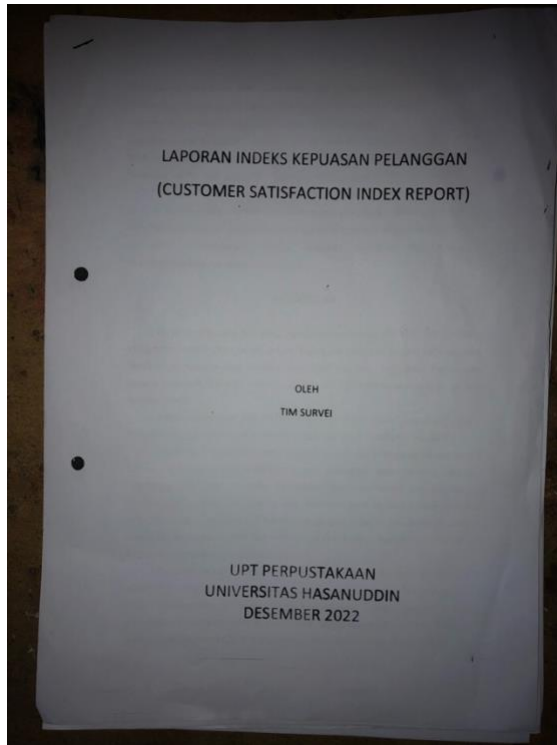 LAPORAN INDEKS KEPUASAN PELANGGAN
(CUSTOMER SATISFACTION INDEX REPORT)
OLEH
TIM SURVEI
UPT PERPUSTAKAAN
UNIVERSITAS HASANUDDIN
DESEMBER 2022